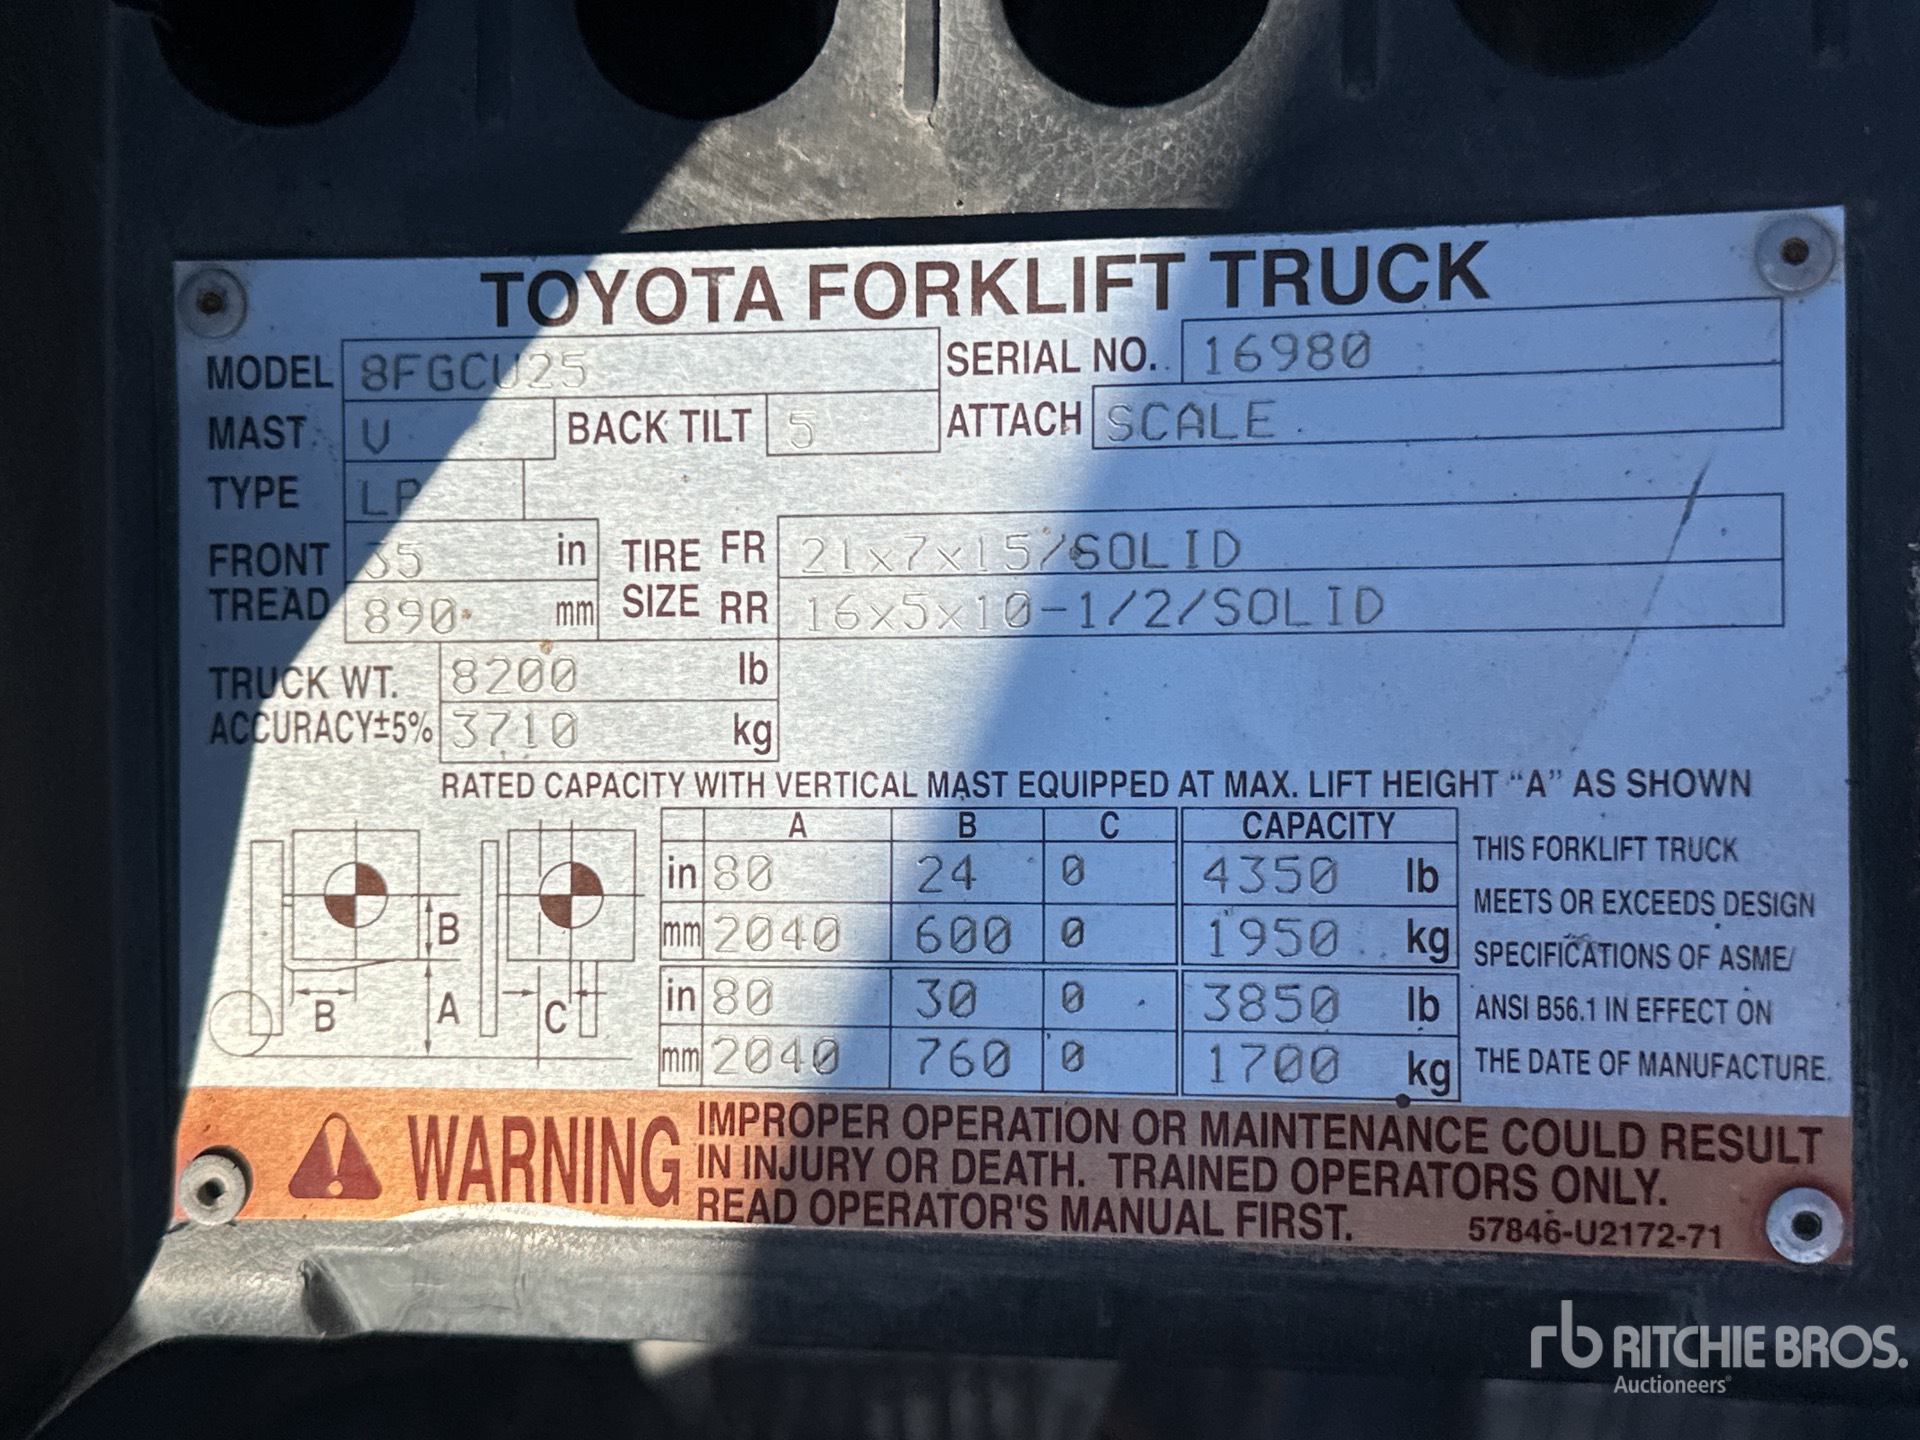 TOYOTA FORKLIFT TRUCK
MODEL 8FGCU25 SERIAL NO. 16980
MAST V BACK TILT 5 ATTACH SCALE
TYPE LP
FRONT TREAD 35 in TIRE SIZE FR 21x7x15/SOLID
890 mm RR 16x5x10-1/2/SOLID
TRUCK WT. 8200 lb
ACCURACY±5% 3710 kg
RATED CAPACITY WITH VERTICAL MAST EQUIPPED AT MAX. LIFT HEIGHT "A" AS SHOWN
A B C CAPACITY
in 80 24 0 4350 lb
mm 2040 600 0 1950 kg
in 80 30 0 3850 lb
mm 2040 760 0 1700 kg
B
B A C
THIS FORKLIFT TRUCK
MEETS OR EXCEEDS DESIGN
SPECIFICATIONS OF ASME/
ANSI B56.1 IN EFFECT ON
THE DATE OF MANUFACTURE.
WARNING
IMPROPER OPERATION OR MAINTENANCE COULD RESULT
IN INJURY OR DEATH. TRAINED OPERATORS ONLY.
READ OPERATOR'S MANUAL FIRST. 57846-U2172-71
rb RITCHIE BROS.
Auctioneers®